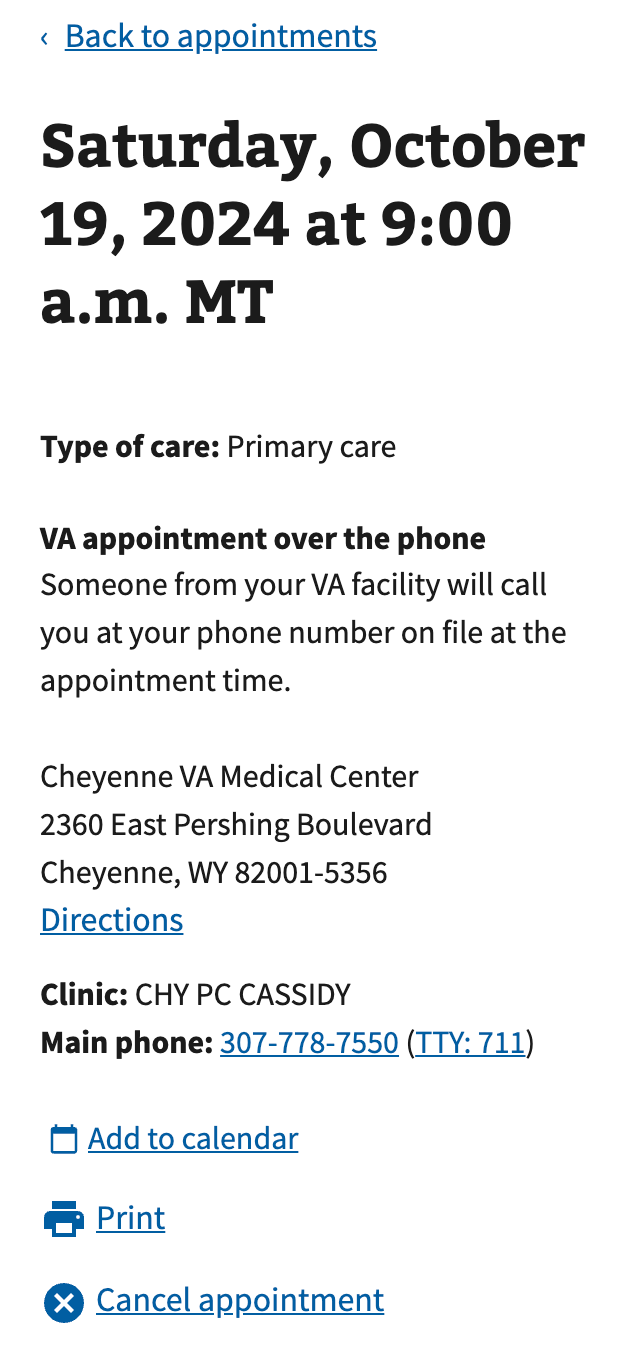 ‹ Back to appointments
Saturday, October
19, 2024 at 9:00
a.m. MT
Type of care: Primary care
VA appointment over the phone
Someone from your VA facility will call
you at your phone number on file at the
appointment time.
Cheyenne VA Medical Center
2360 East Pershing Boulevard
Cheyenne, WY 82001-5356
Directions
Clinic: CHY PC CASSIDY
Main phone: 307-778-7550 (TTY: 711)
Add to calendar
Print
Cancel appointment